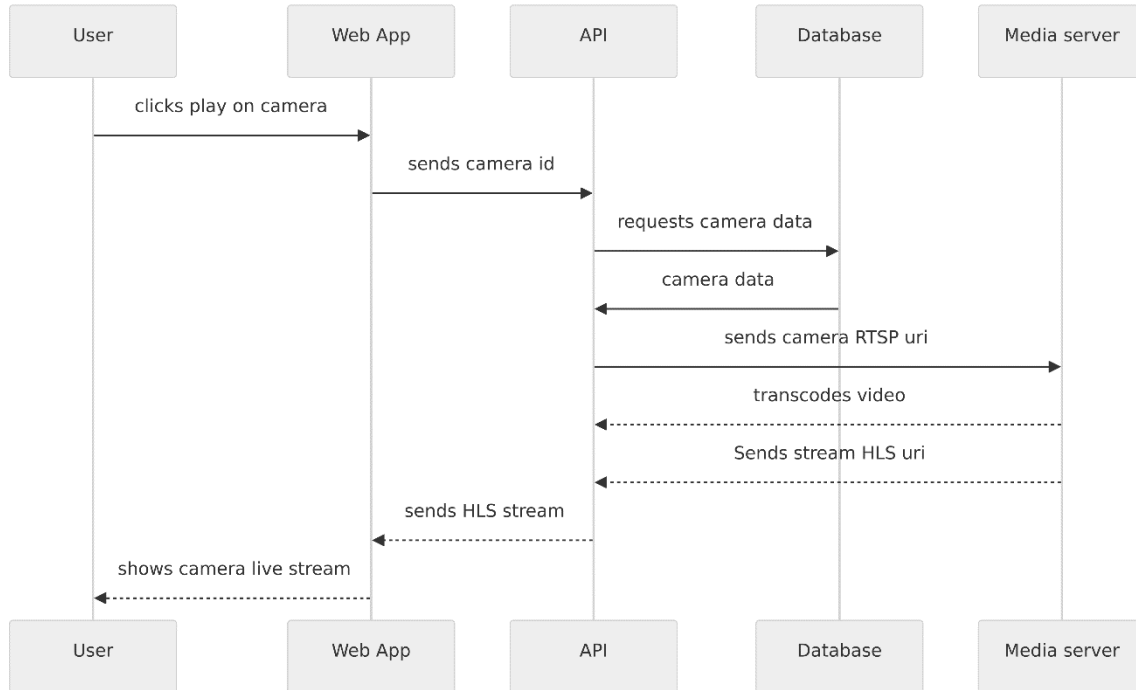 User
Web App
API
Database
Media server
clicks play on camera
sends camera id
requests camera data
camera data
sends camera RTSP uri
transcodes video
Sends stream HLS uri
sends HLS stream
shows camera live stream
User
Web App
API
Database
Media server